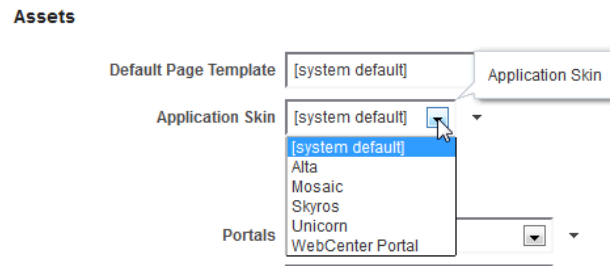 Assets
Default Page Template [system default]
Application Skin
Application Skin [system default]
[system default]
Alta
Mosaic
Skyros
Unicorn
Portals
WebCenter Portal